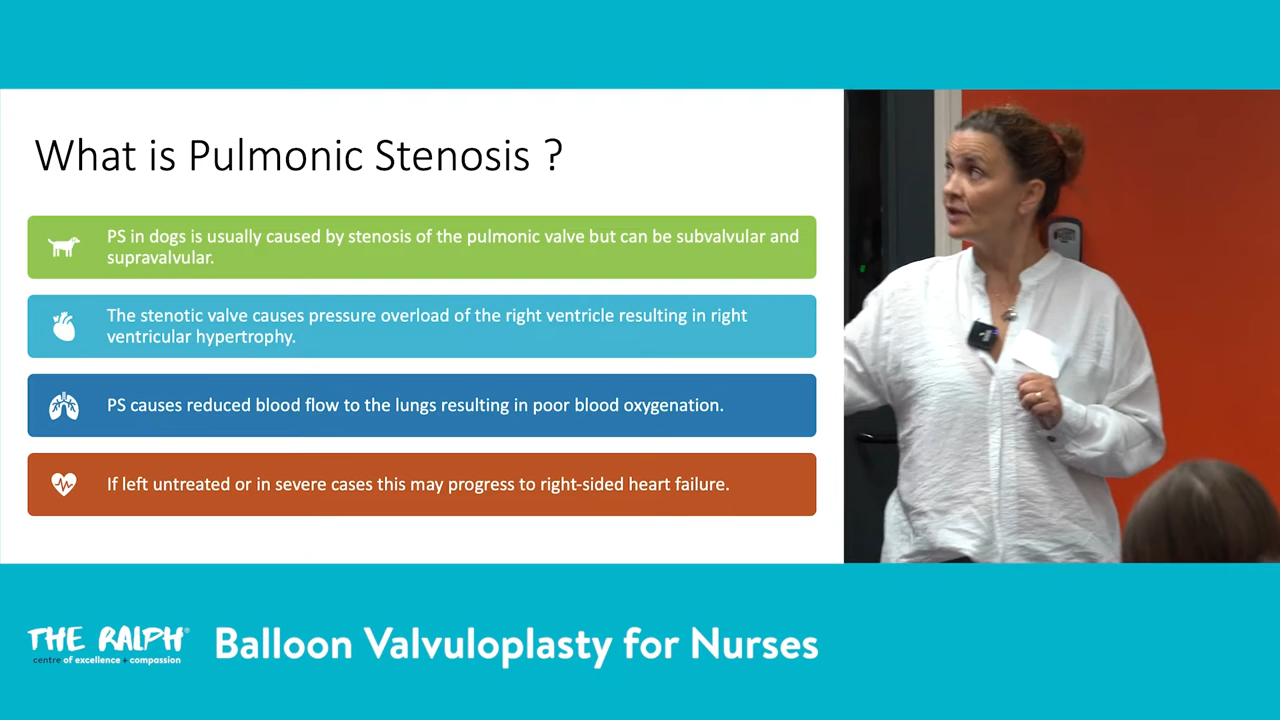 What is Pulmonic Stenosis ?
PS in dogs is usually caused by stenosis of the pulmonic valve but can be subvalvular and
supravalvular.
The stenotic valve causes pressure overload of the right ventricle resulting in right
ventricular hypertrophy.
PS causes reduced blood flow to the lungs resulting in poor blood oxygenation.
If left untreated or in severe cases this may progress to right-sided heart failure.
THE RALPH®
centre of excellence + compassion
Balloon Valvuloplasty for Nurses